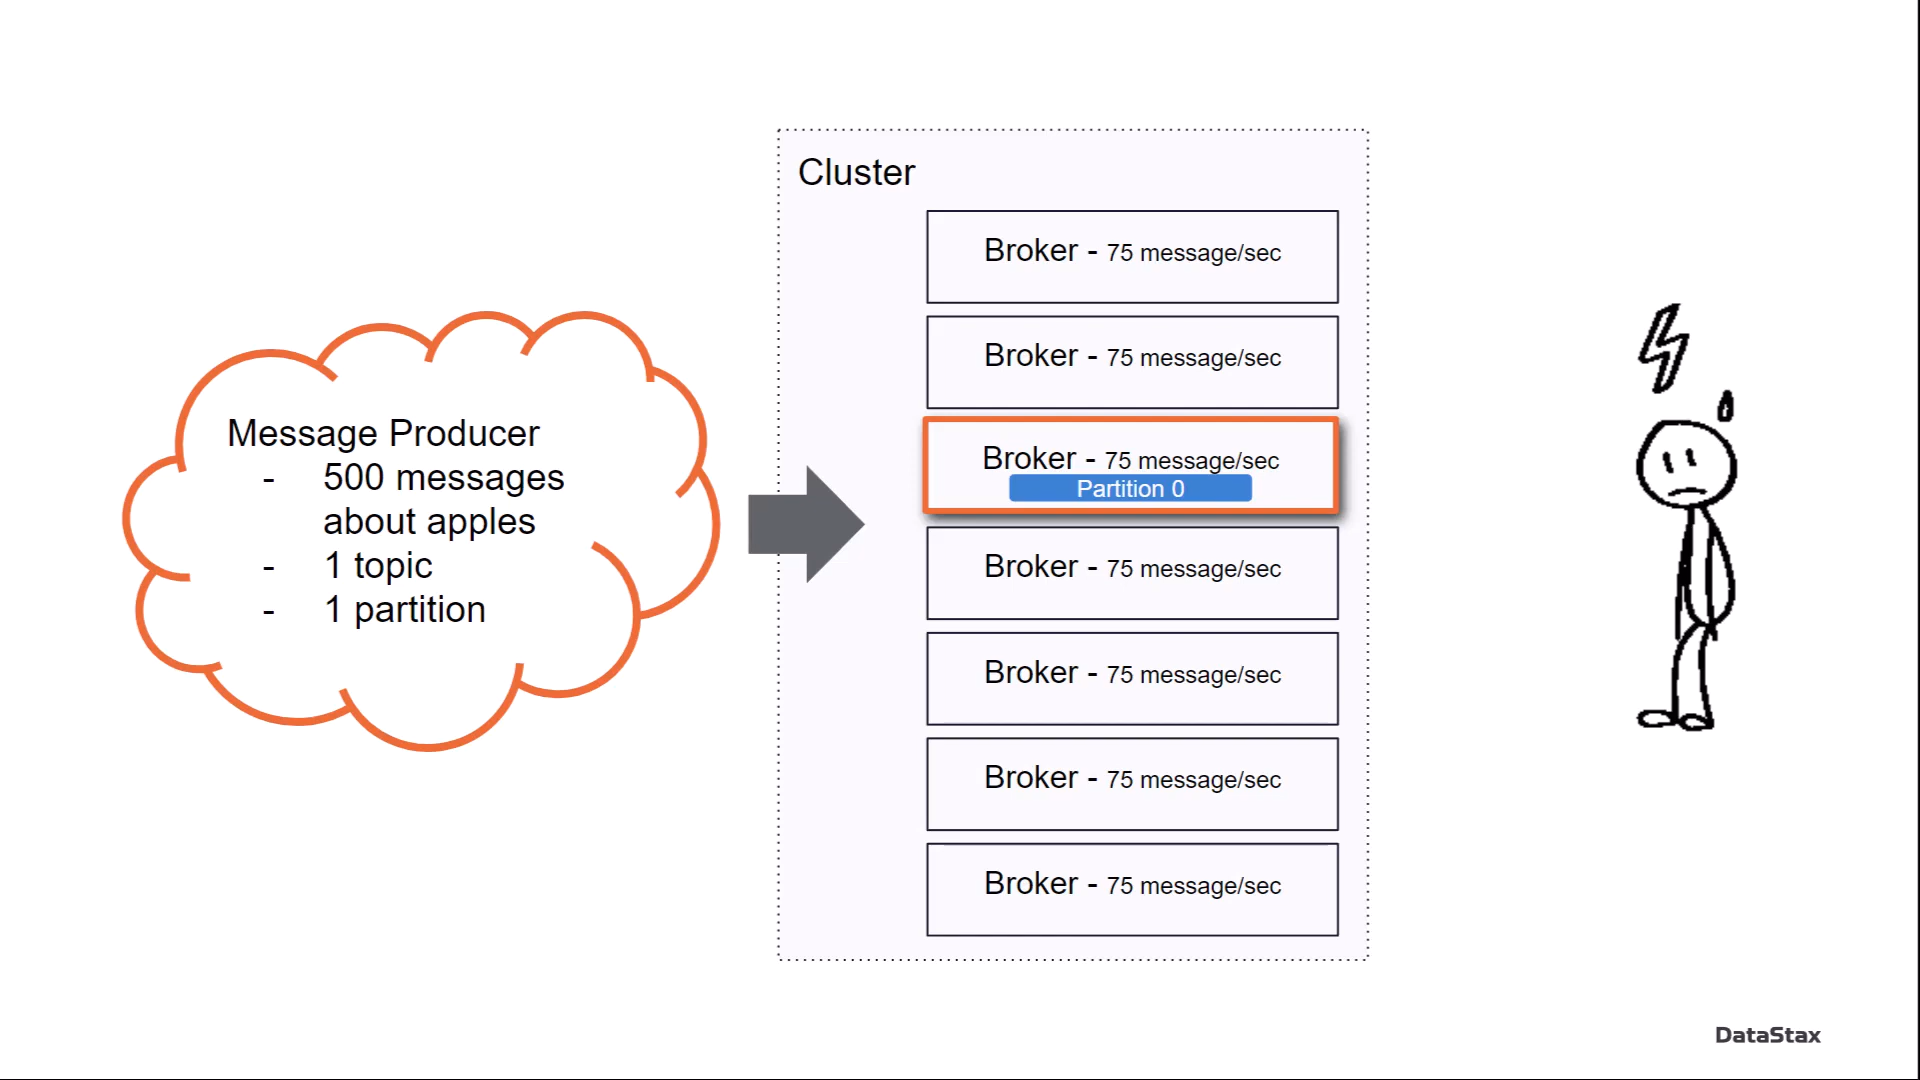 Message Producer
- 500 messages
about apples
- 1 topic
- 1 partition
Cluster
Broker - 75 message/sec
Broker - 75 message/sec
Broker - 75 message/sec
Partition 0
Broker - 75 message/sec
Broker - 75 message/sec
Broker - 75 message/sec
Broker - 75 message/sec
DataStax